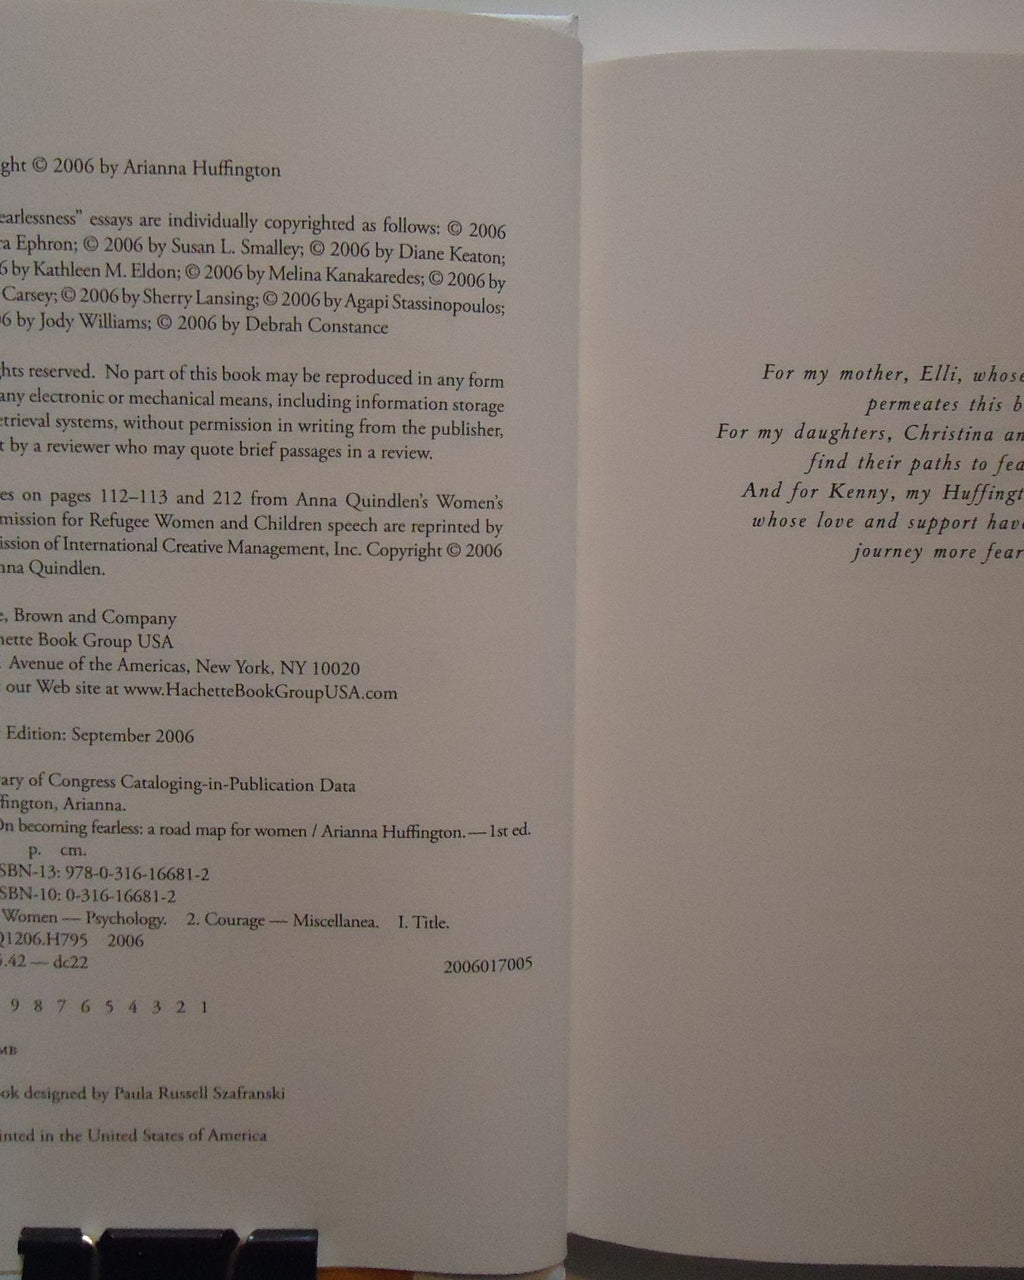 ght © 2006 by Arianna Huffington
earlessness” essays are individually copyrighted as follows: © 2006
ra Ephron; © 2006 by Susan L. Smalley; © 2006 by Diane Keaton;
6 by Kathleen M. Eldon; © 2006 by Melina Kanakaredes; © 2006 by
Carsey; © 2006 by Sherry Lansing; © 2006 by Agapi Stassinopoulos;
06 by Jody Williams; © 2006 by Debrah Constance
hts reserved. No part of this book may be reproduced in any form
any electronic or mechanical means, including information storage
etrieval systems, without permission in writing from the publisher,
t by a reviewer who may quote brief passages in a review.
es on pages 112–113 and 212 from Anna Quindlen’s Women’s
mission for Refugee Women and Children speech are reprinted by
ission of International Creative Management, Inc. Copyright © 2006
nna Quindlen.
e, Brown and Company
hette Book Group USA
Avenue of the Americas, New York, NY 10020
our Web site at www.HachetteBookGroupUSA.com
Edition: September 2006
ary of Congress Cataloging-in-Publication Data
ffington, Arianna.
On becoming fearless: a road map for women / Arianna Huffington.—1st ed.
p. cm.
SBN-13: 978-0-316-16681-2
SBN-10: 0-316-16681-2
Women — Psychology. 2. Courage — Miscellanea. I. Title.
Q1206.H795 2006
.42 — dc22 2006017005
9 8 7 6 5 4 3 2 1
MB
ok designed by Paula Russell Szafranski
inted in the United States of America
For my mother, Elli, whose
permeates this b
For my daughters, Christina an
find their paths to fea
And for Kenny, my Huffingt
whose love and support have
journey more fear